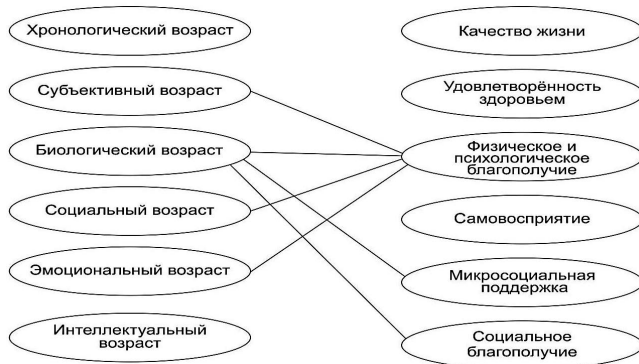 Хронологический возраст
Субъективный возраст
Биологический возраст
Социальный возраст
Эмоциональный возраст
Интеллектуальный
возраст
Качество жизни
Удовлетворённость
здоровьем
Физическое и
психологическое
благополучие
Самовосприятие
Микросоциальная
поддержка
Социальное
благополучие